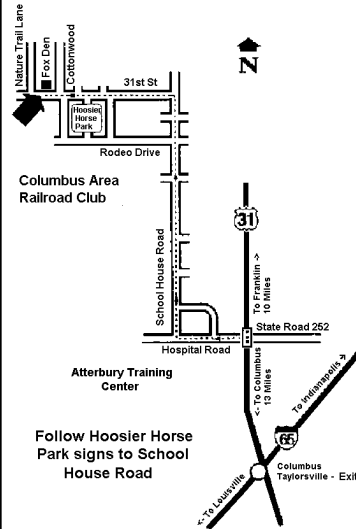 Nature Trail Lane
Fox Den
Cottonwood
31st St
N
Hoosier
Horse
Park
Rodeo Drive
Columbus Area
Railroad Club
School House Road
31
To Franklin ->
10 Miles
State Road 252
Hospital Road
Atterbury Training
Center
<- To Columbus
13 Miles
To Indianapolis ->
65
Follow Hoosier Horse
Park signs to School
House Road
Columbus
Taylorsville - Exit
<- To Louisville